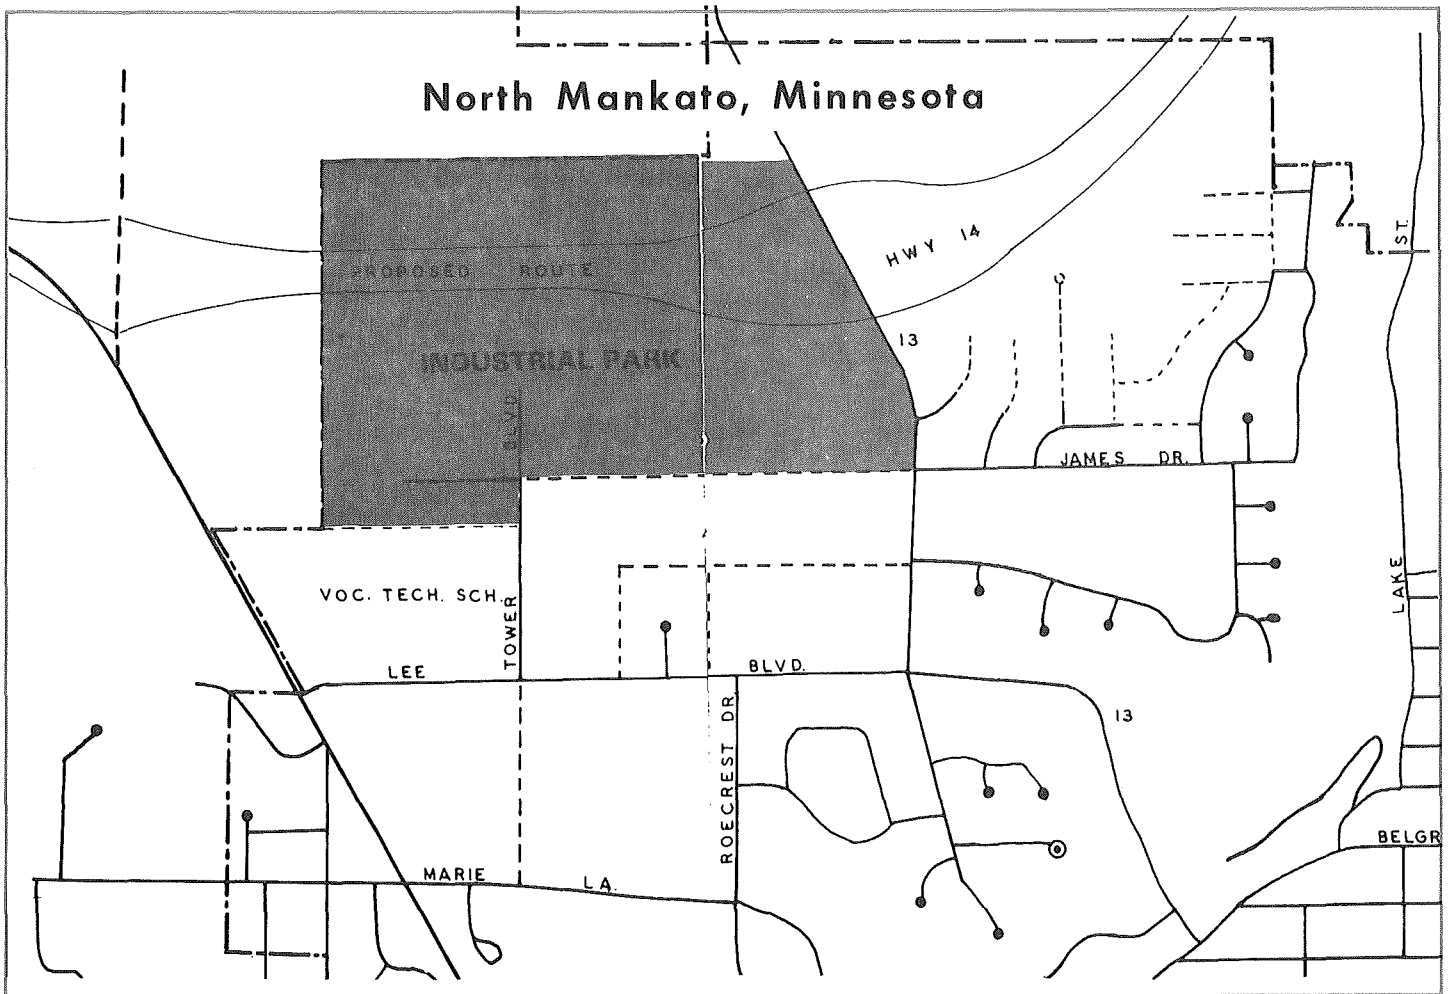 North Mankato, Minnesota
ST.
HWY 14
PROPOSED ROUTE
13
INDUSTRIAL PARK
BLVD.
JAMES DR.
LAKE
VOC. TECH. SCH.
TOWER
LEE BLVD.
ROECREST DR.
13
BELGR
MARIE LA.